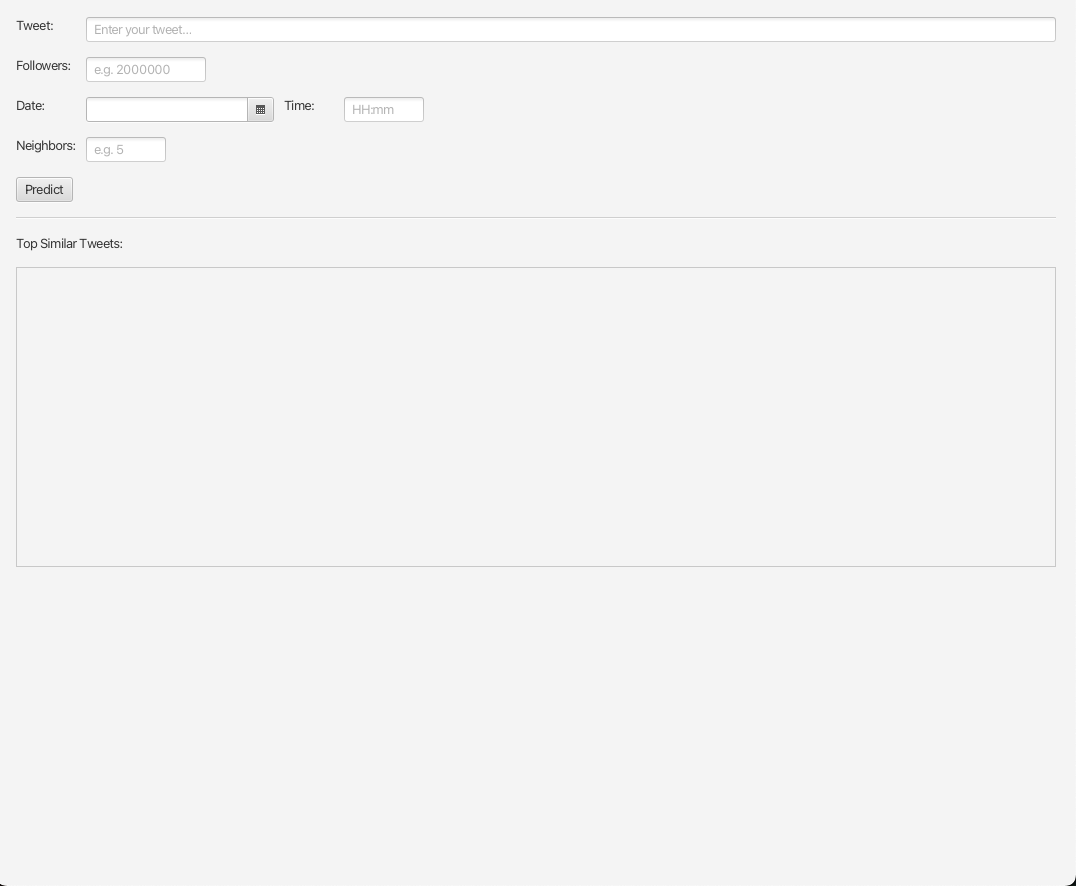 Tweet: Enter your tweet...
Followers: e.g. 2000000
Date: Time: HH:mm
Neighbors: e.g. 5
Predict
Top Similar Tweets: